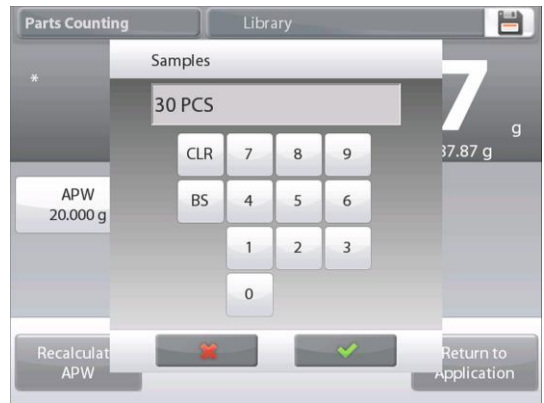 Parts Counting
Library
Samples
*
30 PCS
7
g
37.87 g
CLR 7 8 9
BS 4 5 6
1 2 3
0
APW
20.000 g
Recalculat
APW
Return to
Application